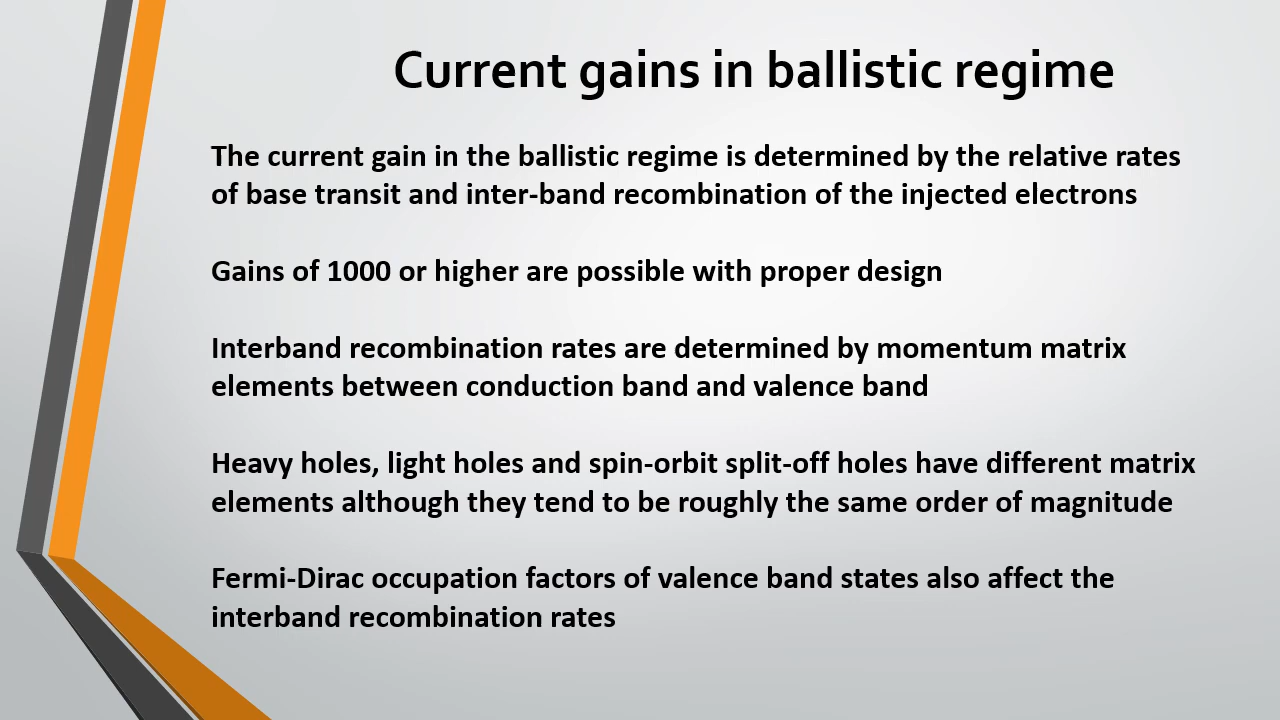 Current gains in ballistic regime
The current gain in the ballistic regime is determined by the relative rates
of base transit and inter-band recombination of the injected electrons
Gains of 1000 or higher are possible with proper design
Interband recombination rates are determined by momentum matrix
elements between conduction band and valence band
Heavy holes, light holes and spin-orbit split-off holes have different matrix
elements although they tend to be roughly the same order of magnitude
Fermi-Dirac occupation factors of valence band states also affect the
interband recombination rates